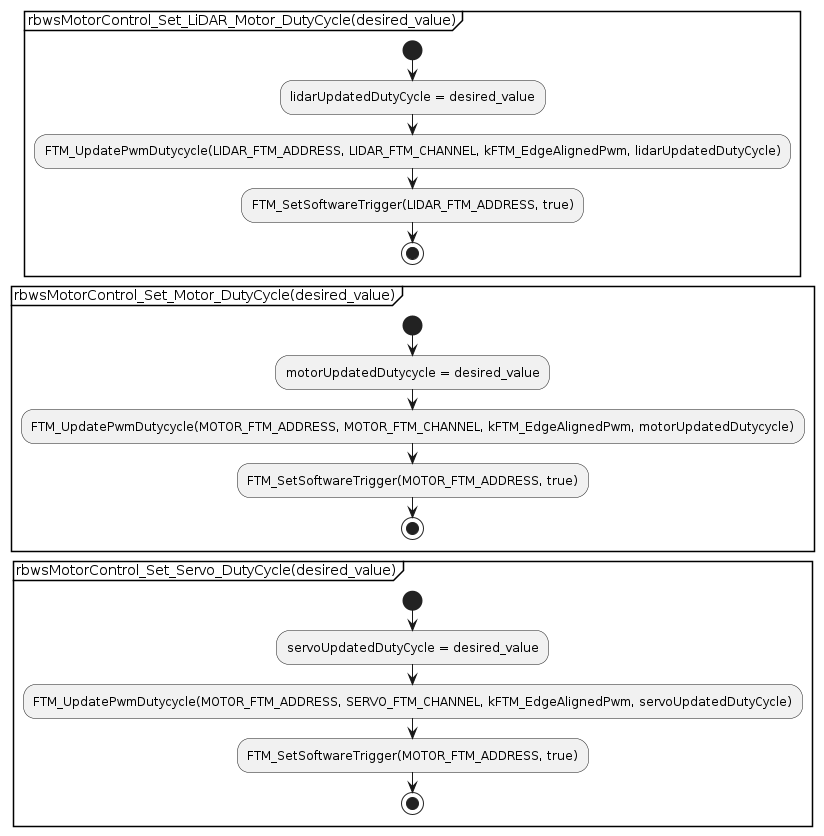 rbwsMotorControl_Set_LiDAR_Motor_DutyCycle(desired_value)
lidarUpdatedDutyCycle = desired_value
FTM_UpdatePwmDutycycle(LIDAR_FTM_ADDRESS, LIDAR_FTM_CHANNEL, kFTM_EdgeAlignedPwm, lidarUpdatedDutyCycle)
FTM_SetSoftwareTrigger(LIDAR_FTM_ADDRESS, true)
rbwsMotorControl_Set_Motor_DutyCycle(desired_value)
motorUpdatedDutycycle = desired_value
FTM_UpdatePwmDutycycle(MOTOR_FTM_ADDRESS, MOTOR_FTM_CHANNEL, kFTM_EdgeAlignedPwm, motorUpdatedDutycycle)
FTM_SetSoftwareTrigger(MOTOR_FTM_ADDRESS, true)
rbwsMotorControl_Set_Servo_DutyCycle(desired_value)
servoUpdatedDutyCycle = desired_value
FTM_UpdatePwmDutycycle(MOTOR_FTM_ADDRESS, SERVO_FTM_CHANNEL, kFTM_EdgeAlignedPwm, servoUpdatedDutyCycle)
FTM_SetSoftwareTrigger(MOTOR_FTM_ADDRESS, true)